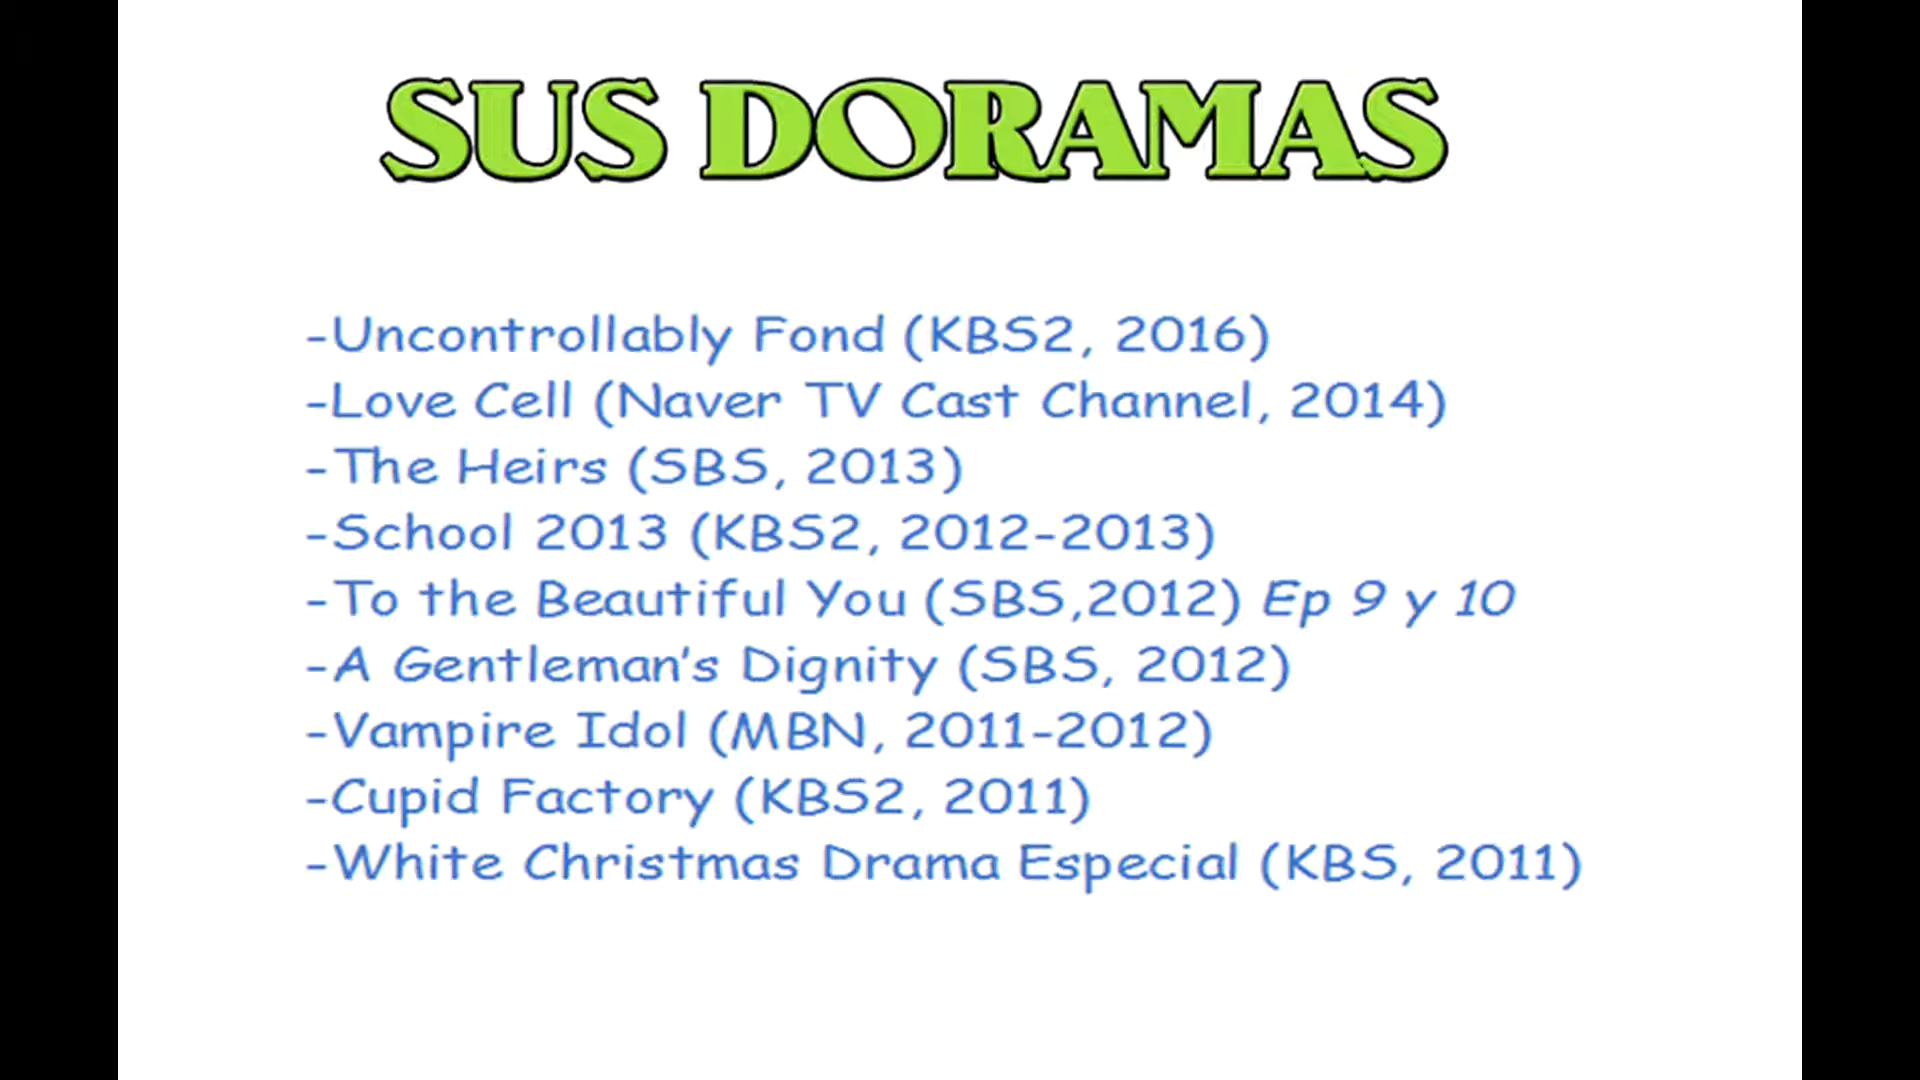 SUS DORAMAS
-Uncontrollably Fond (KBS2, 2016)
-Love Cell (Naver TV Cast Channel, 2014)
-The Heirs (SBS, 2013)
-School 2013 (KBS2, 2012-2013)
-To the Beautiful You (SBS,2012) Ep 9 y 10
-A Gentleman's Dignity (SBS, 2012)
-Vampire Idol (MBN, 2011-2012)
-Cupid Factory (KBS2, 2011)
-White Christmas Drama Especial (KBS, 2011)